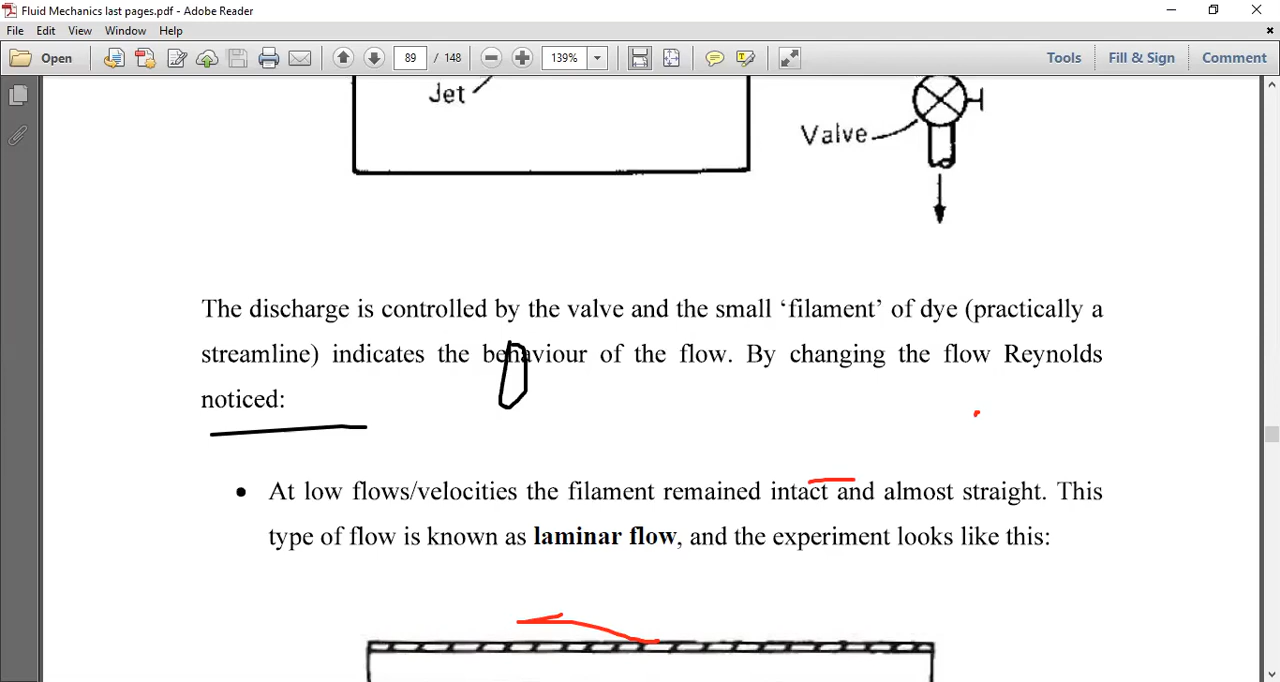 Fluid Mechanics last pages.pdf - Adobe Reader
File Edit View Window Help
Open 89 / 148 139% Tools Fill & Sign Comment
Jet
Valve
The discharge is controlled by the valve and the small ‘filament’ of dye (practically a
streamline) indicates the behaviour of the flow. By changing the flow Reynolds
noticed:
• At low flows/velocities the filament remained intact and almost straight. This
type of flow is known as laminar flow, and the experiment looks like this: